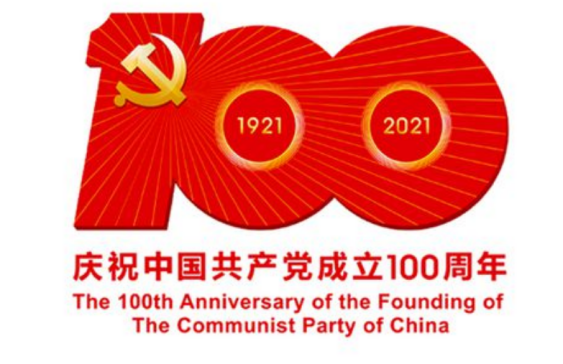 100
1921
2021
庆祝中国共产党成立100周年
The 100th Anniversary of the Founding of
The Communist Party of China